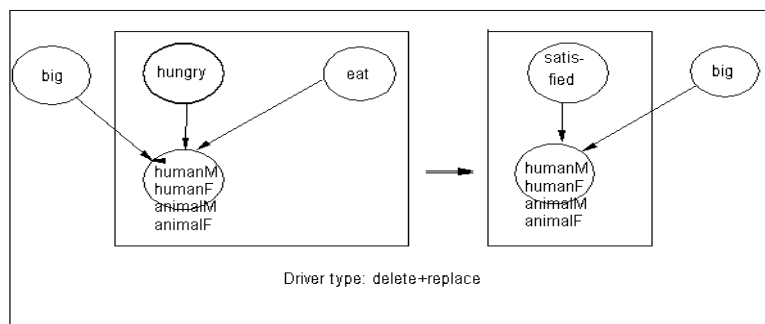 big
hungry
eat
humanM
humanF
animalM
animalF
satis-
fied
big
humanM
humanF
animalM
animalF
Driver type: delete+replace